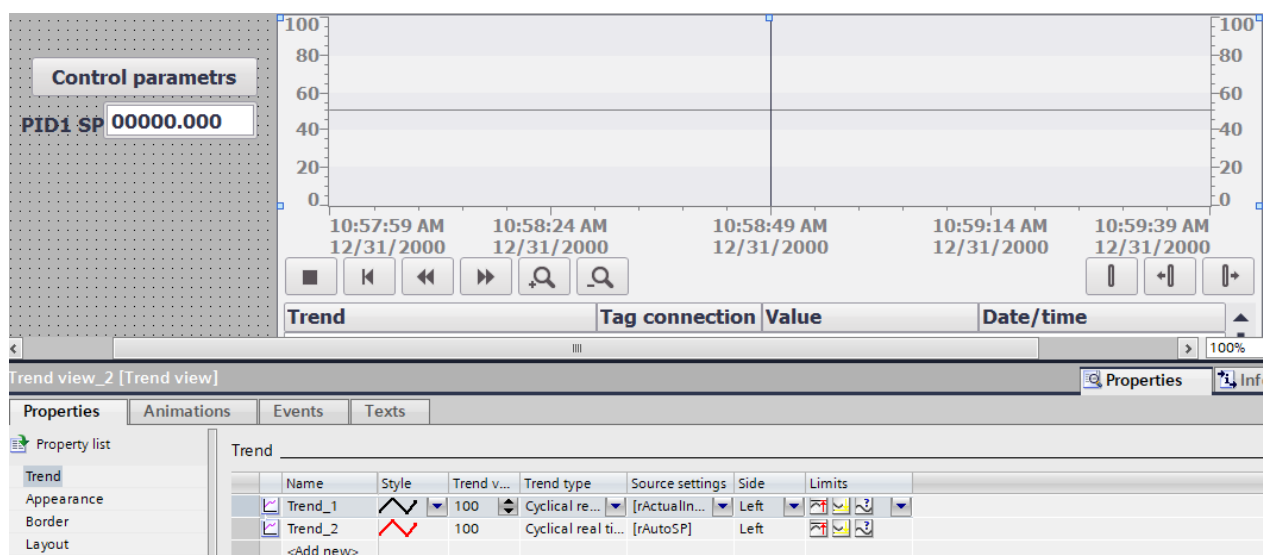 100
100
80
80
Control parametrs
60
60
PID1 SP 00000.000
40
40
20
20
0
0
10:57:59 AM 10:58:24 AM 10:58:49 AM 10:59:14 AM 10:59:39 AM
12/31/2000 12/31/2000 12/31/2000 12/31/2000 12/31/2000
Trend Tag connection Value Date/time
100%
Trend view_2 [Trend view]
Properties Inf
Properties Animations Events Texts
Property list
Trend
Trend
Appearance
Border
Layout
Name Style Trend v... Trend type Source settings Side Limits
Trend_1 100 Cyclical re... [rActualIn... Left
Trend_2 100 Cyclical real ti... [rAutoSP] Left
<Add new>